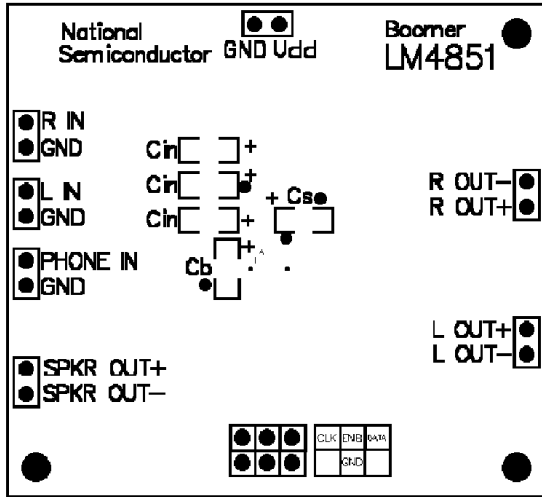 National
Semiconductor
GND Vdd
Boomer
LM4851
R IN
GND
L IN
GND
PHONE IN
GND
SPKR OUT+
SPKR OUT-
Cin +
Cin +
Cin +
+ Cs
+
Cb
R OUT-
R OUT+
L OUT+
L OUT-
CLK ENB DATA
GND